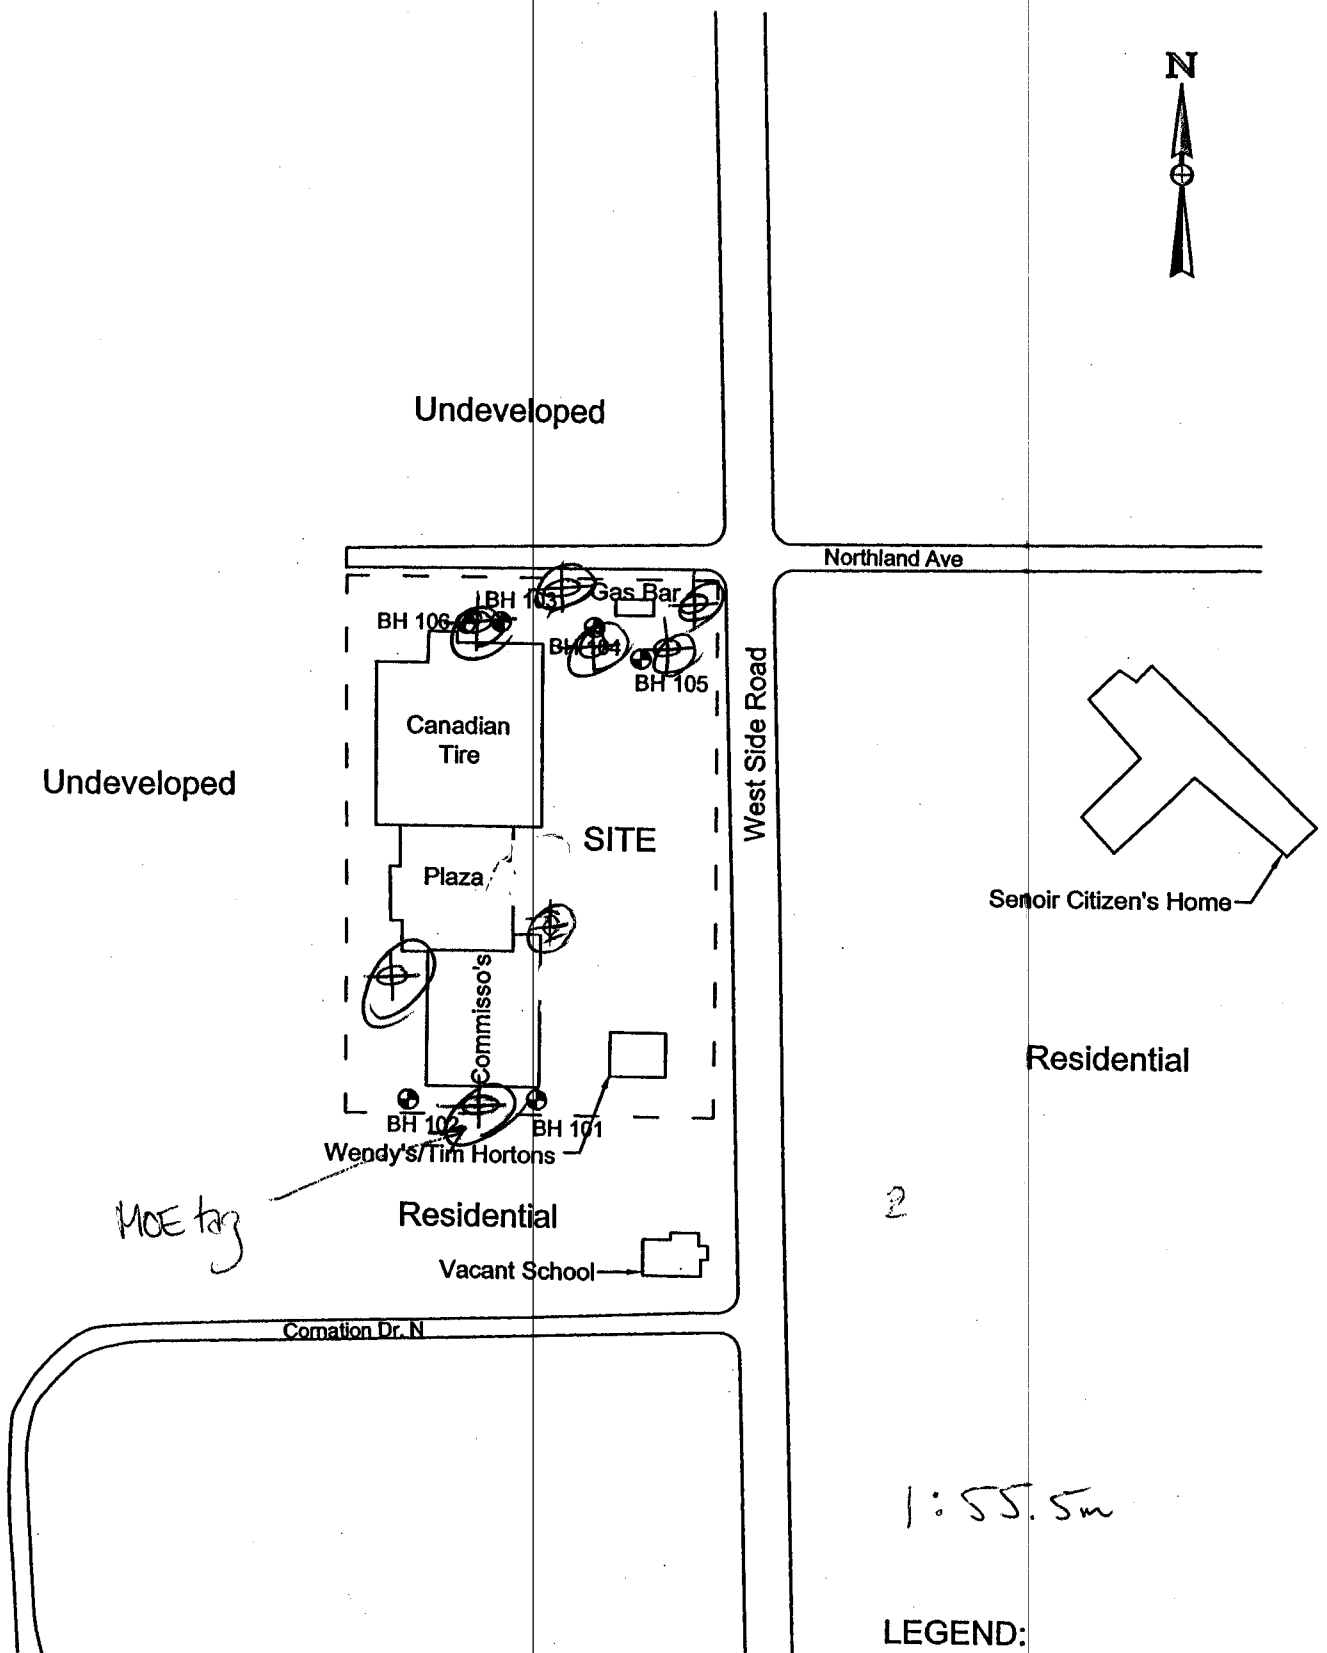 N
Undeveloped
Northland Ave
Gas Bar
BH 103
BH 106
BH 104
BH 105
Canadian
Tire
West Side Road
Undeveloped
SITE
Plaza
Senoir Citizen's Home
Commisso's
Residential
BH 102
BH 101
Wendy's/Tim Hortons
MOE tag
Residential
2
Vacant School
Cornation Dr. N
1:55.5m
LEGEND: